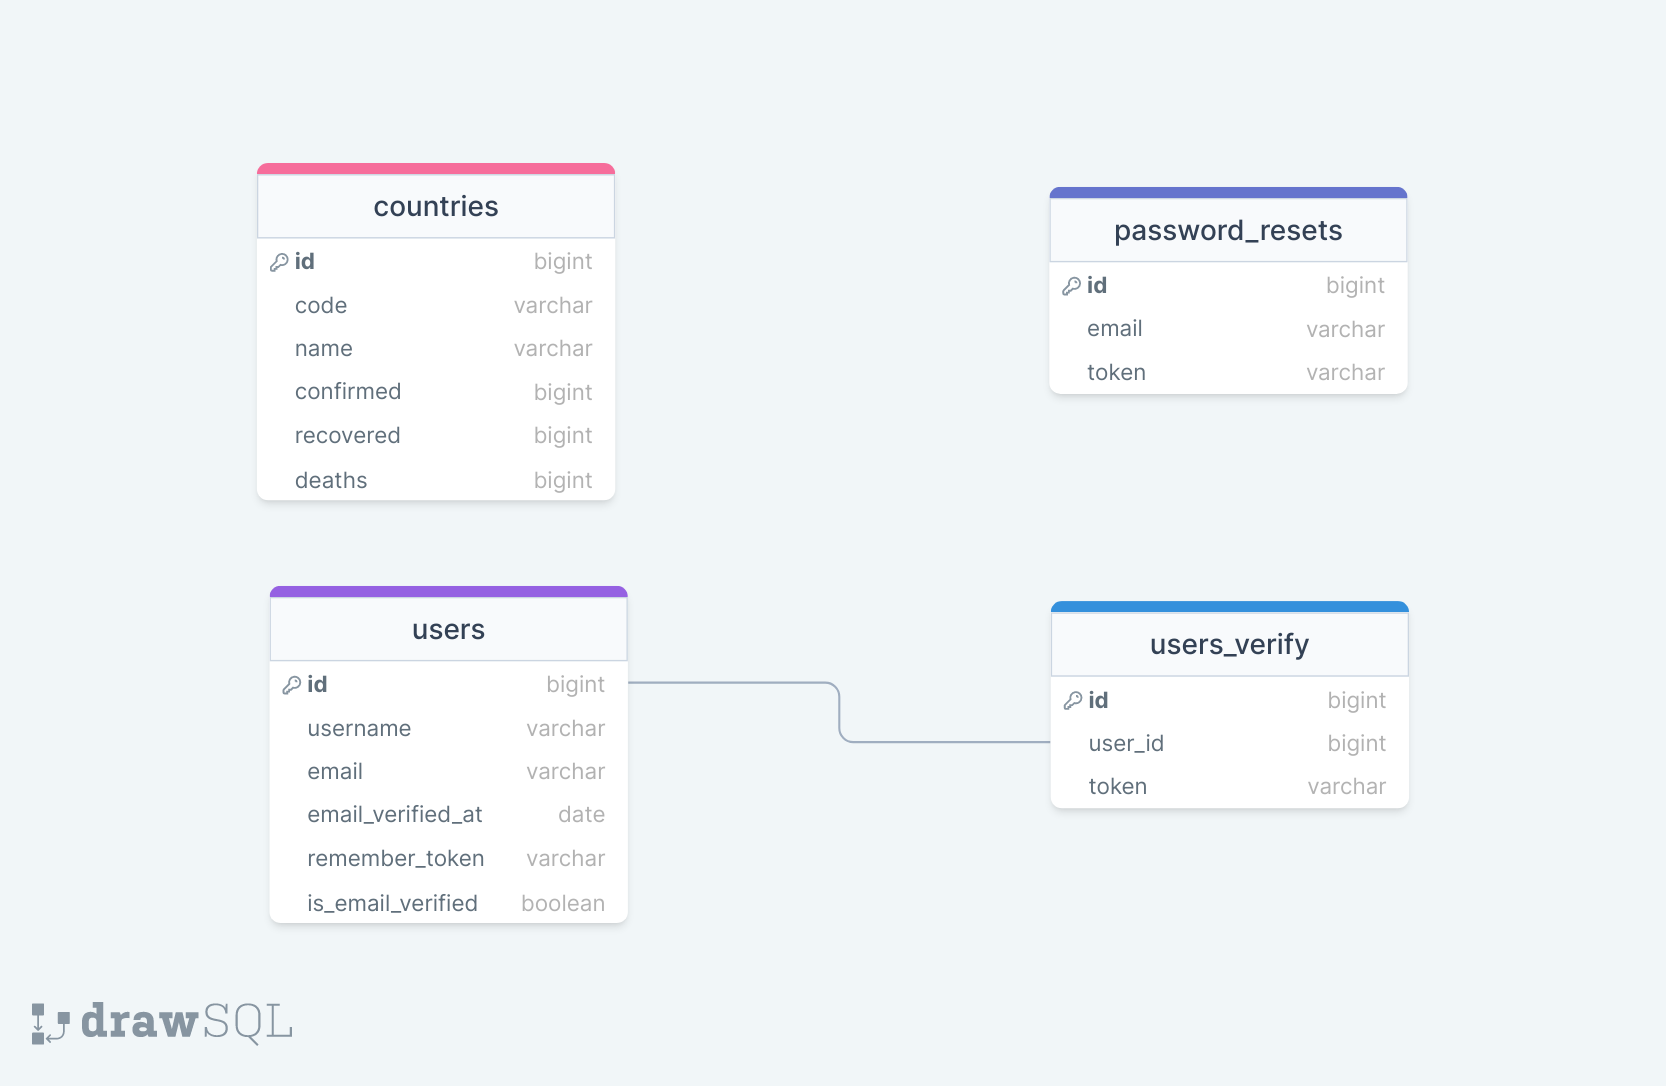 countries
id bigint
code varchar
name varchar
confirmed bigint
recovered bigint
deaths bigint
password_resets
id bigint
email varchar
token varchar
users
id bigint
username varchar
email varchar
email_verified_at date
remember_token varchar
is_email_verified boolean
users_verify
id bigint
user_id bigint
token varchar
drawSQL